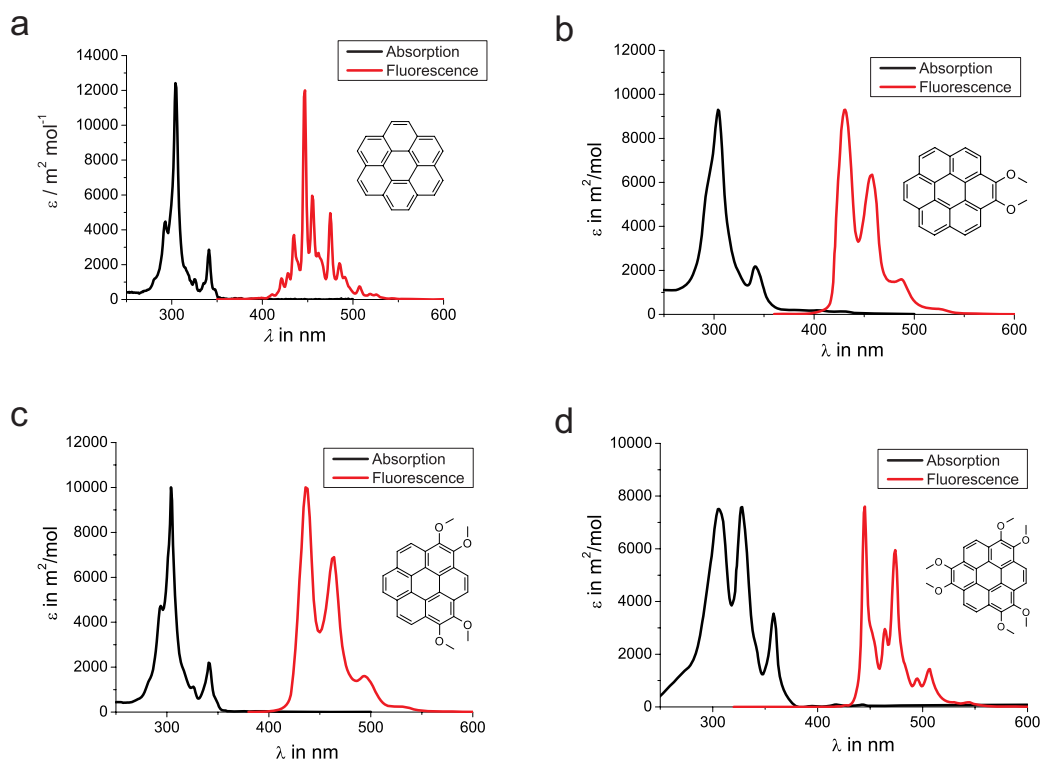 a
14000
12000
10000
8000
6000
4000
2000
0
ε / m² mol⁻¹
300
400
500
600
λ in nm
Absorption
Fluorescence
b
12000
10000
8000
6000
4000
2000
0
ε in m²/mol
300
400
500
600
λ in nm
Absorption
Fluorescence
O
O
c
12000
10000
8000
6000
4000
2000
0
ε in m²/mol
300
400
500
600
λ in nm
Absorption
Fluorescence
O
O
O
O
d
10000
8000
6000
4000
2000
0
ε in m²/mol
300
400
500
600
λ in nm
Absorption
Fluorescence
O
O
O
O
O
O